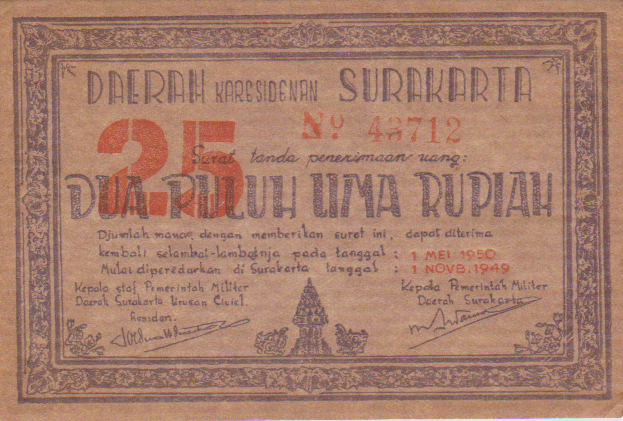 DAERAH KARESIDENAN SURAKARTA
25
Nº 43712
Surat tanda penerimaan uang:
DUA PULUH LIMA RUPIAH
Djumlah mana, dengan memberikan surat ini, dapat diterima
kembali selambat-lambatnja pada tanggal : 1 MEI 1950
Mulai diperedarkan di Surakarta tanggal : 1 NOVB. 1949
Kepala staf Pemerintah Militer
Daerah Surakarta Urusan Civiel.
Residen.
Kepala Pemerintah Militer
Daerah Surakarta